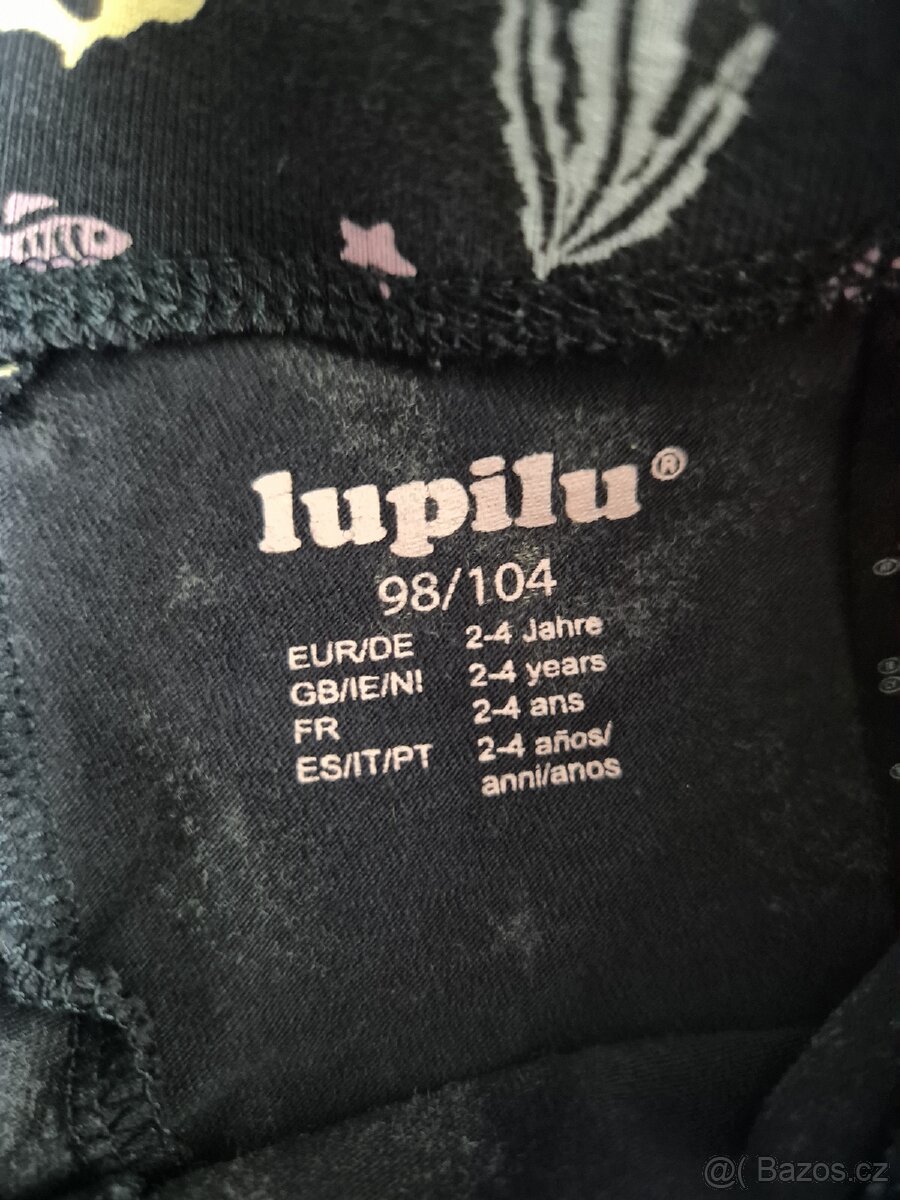 lupilu®
98/104
EUR/DE 2-4 Jahre
GB/IE/NI 2-4 years
FR 2-4 ans
ES/IT/PT 2-4 años/
anni/anos
@( Bazos.cz